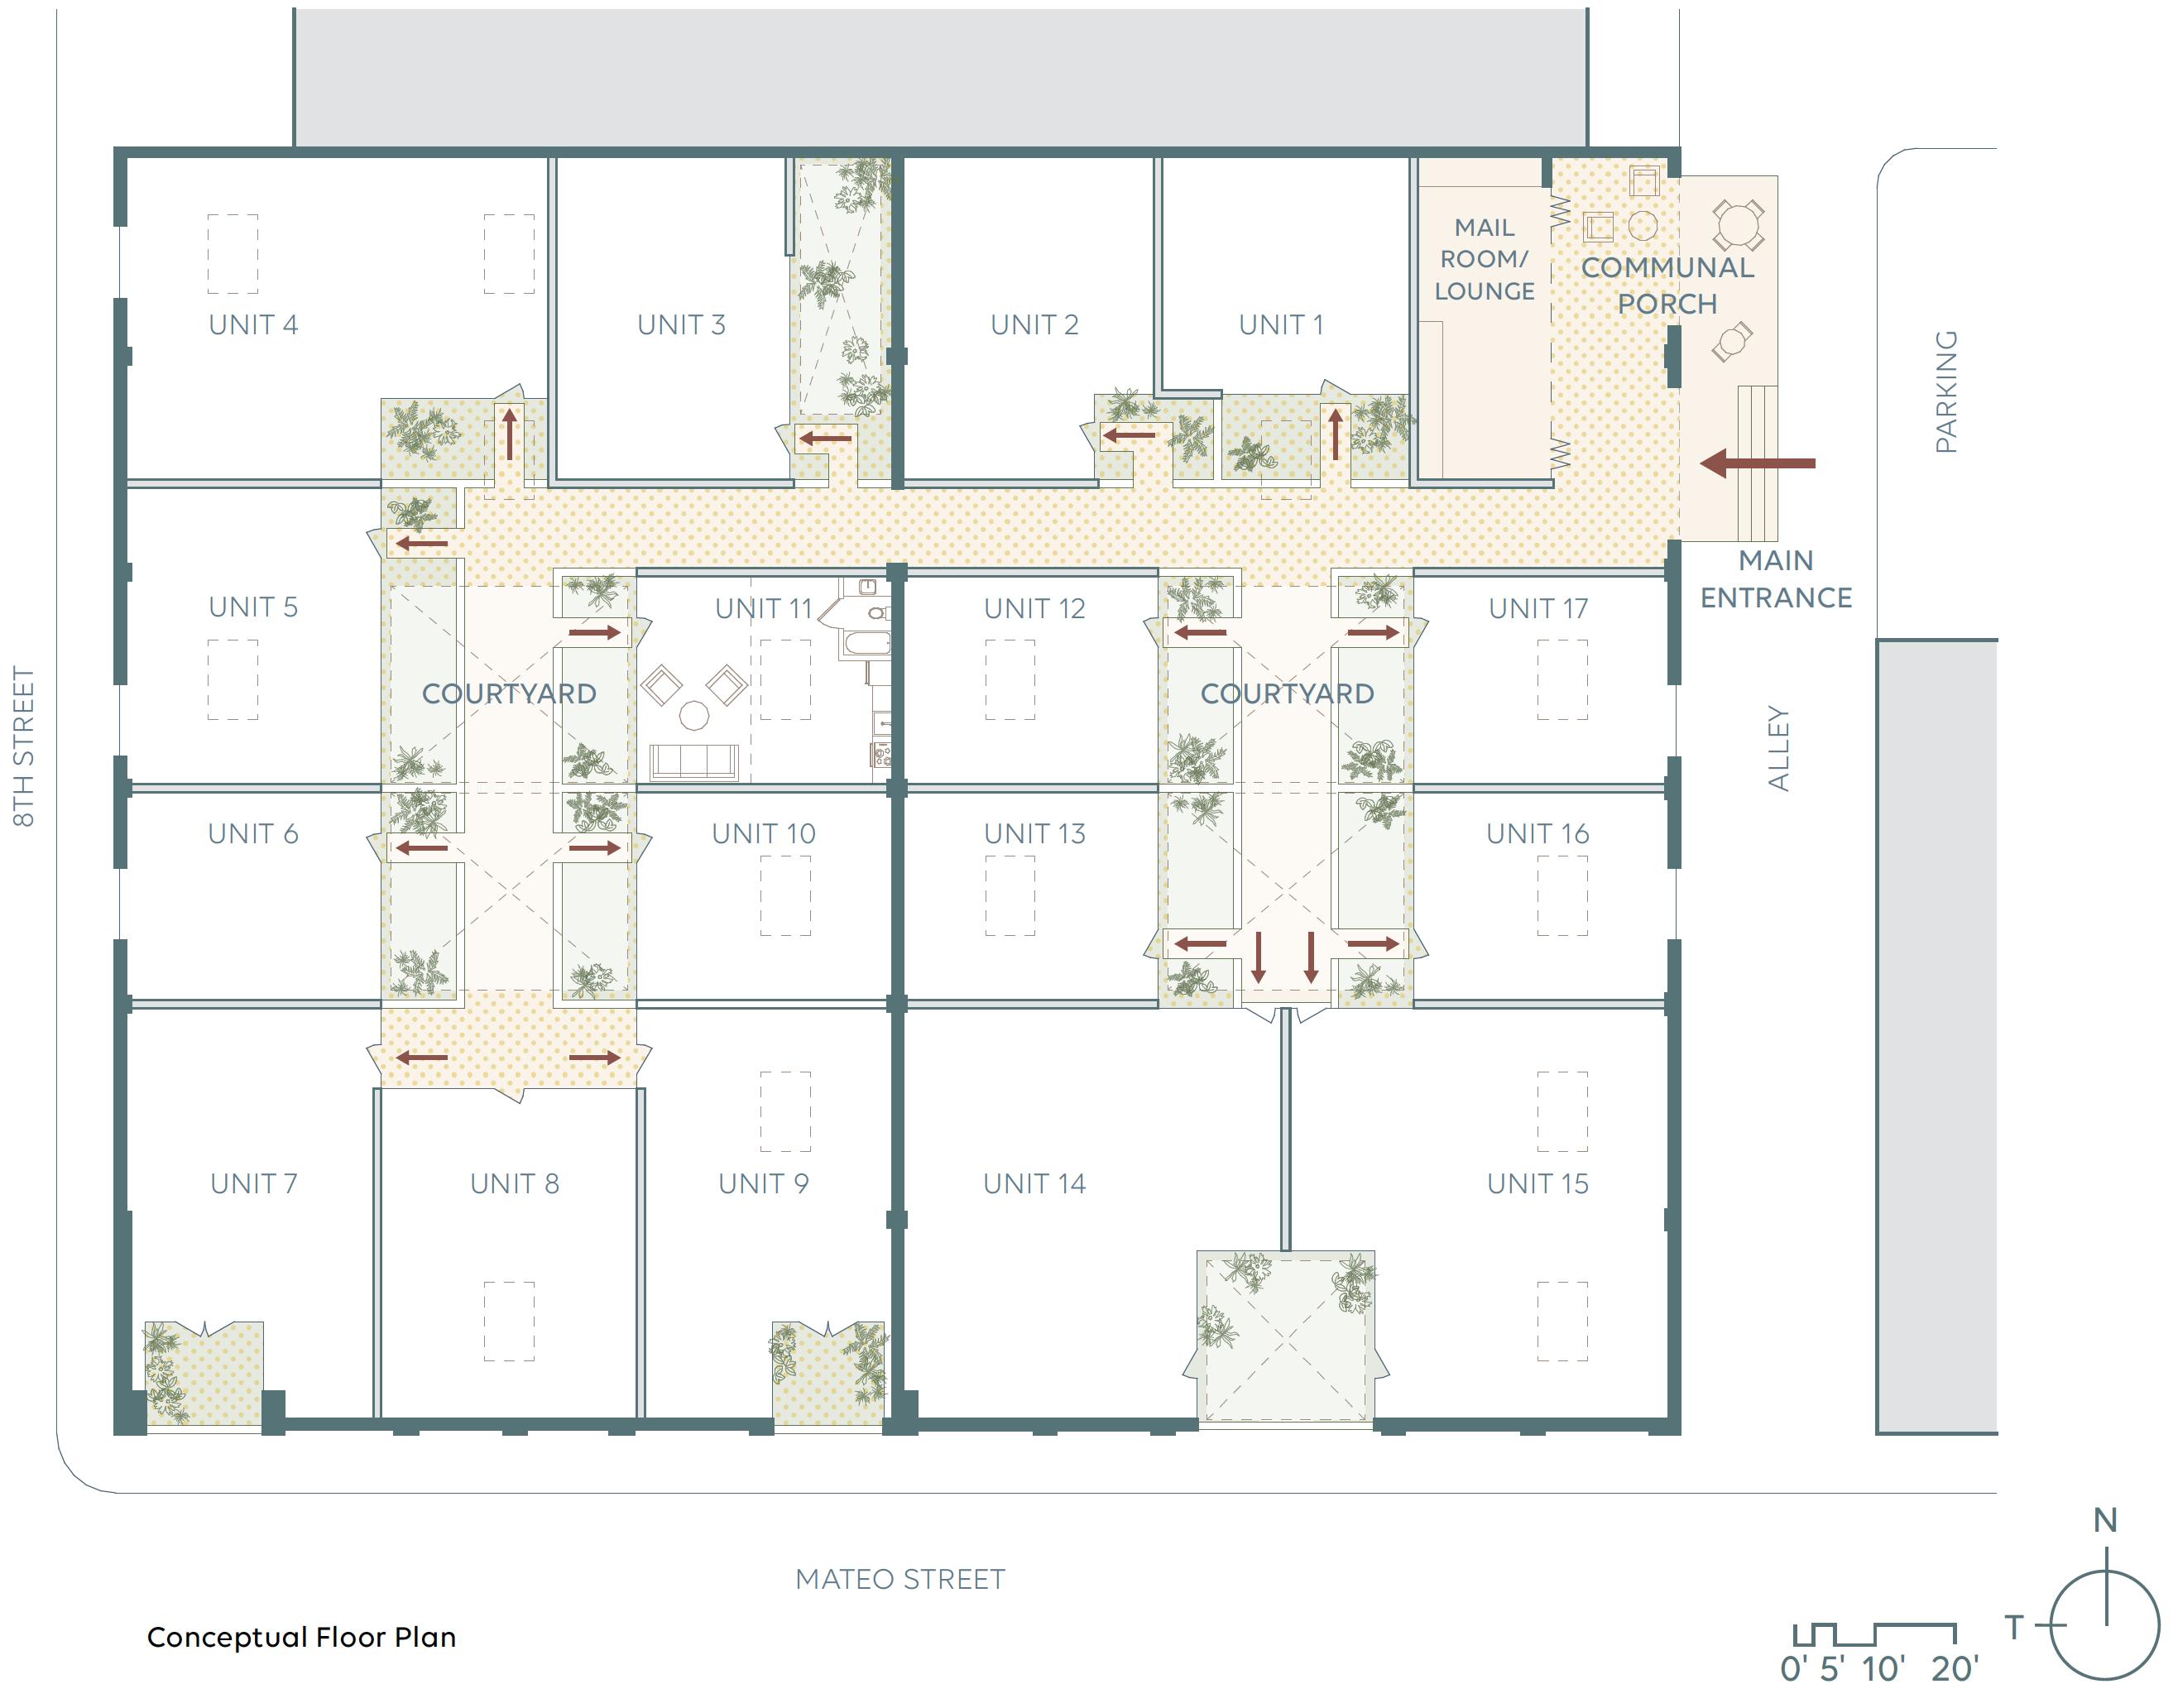 MAIL
ROOM/
LOUNGE
COMMUNAL
PORCH
UNIT 4
UNIT 3
UNIT 2
UNIT 1
PARKING
MAIN
ENTRANCE
UNIT 5
UNIT 11
UNIT 12
UNIT 17
COURTYARD
COURTYARD
8TH STREET
ALLEY
UNIT 6
UNIT 10
UNIT 13
UNIT 16
UNIT 7
UNIT 8
UNIT 9
UNIT 14
UNIT 15
MATEO STREET
N
T
Conceptual Floor Plan
0' 5' 10' 20'